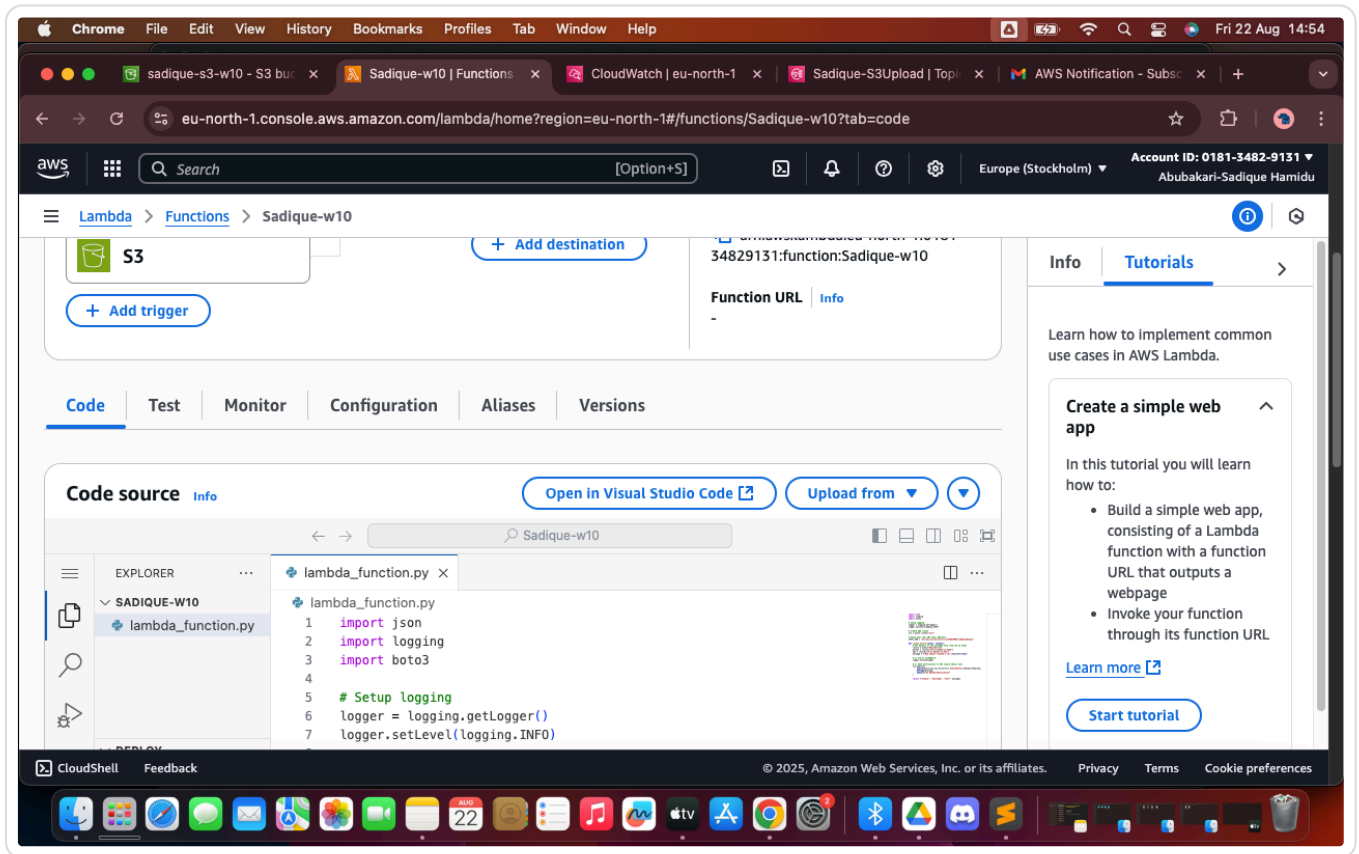 Chrome File Edit View History Bookmarks Profiles Tab Window Help Fri 22 Aug 14:54
sadique-s3-w10 - S3 buc Sadique-w10 | Functions CloudWatch | eu-north-1 Sadique-S3Upload | Topi AWS Notification - Subsc
eu-north-1.console.aws.amazon.com/lambda/home?region=eu-north-1#/functions/Sadique-w10?tab=code
aws Search [Option+S] Europe (Stockholm) Account ID: 0181-3482-9131
Abubakari-Sadique Hamidu
Lambda Functions Sadique-w10
S3
+ Add destination
34829131:function:Sadique-w10
Function URL Info
-
+ Add trigger
Info Tutorials
Learn how to implement common
use cases in AWS Lambda.
Create a simple web
app
In this tutorial you will learn
how to:
• Build a simple web app,
consisting of a Lambda
function with a function
URL that outputs a
webpage
• Invoke your function
through its function URL
Learn more
Start tutorial
Code Test Monitor Configuration Aliases Versions
Code source Info Open in Visual Studio Code Upload from
Sadique-w10
EXPLORER ... lambda_function.py
SADIQUE-W10 lambda_function.py
lambda_function.py
1 import json
2 import logging
3 import boto3
4
5 # Setup logging
6 logger = logging.getLogger()
7 logger.setLevel(logging.INFO)
CloudShell Feedback © 2025, Amazon Web Services, Inc. or its affiliates. Privacy Terms Cookie preferences
AUG
22
tv
2